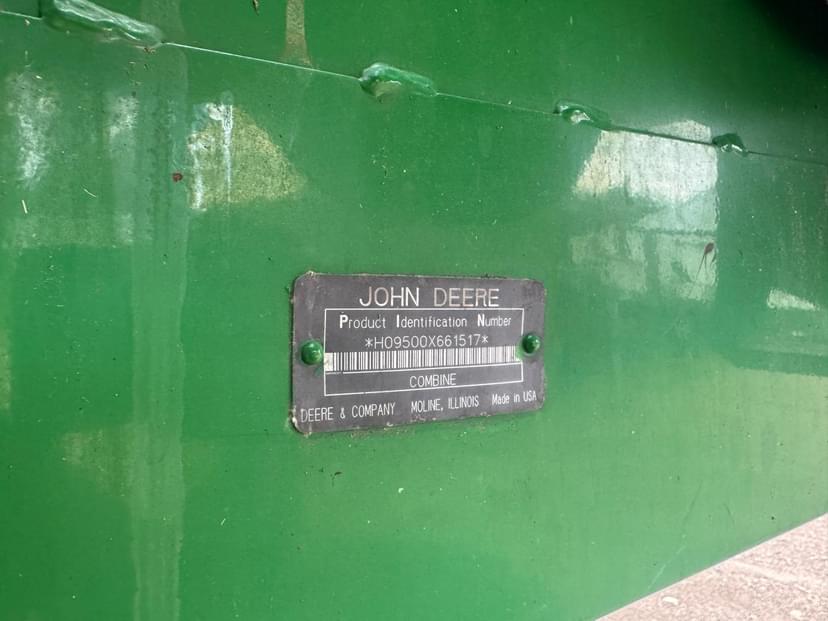 JOHN DEERE
Product Identification Number
*H09500X661517*
COMBINE
DEERE & COMPANY MOLINE, ILLINOIS Made in USA